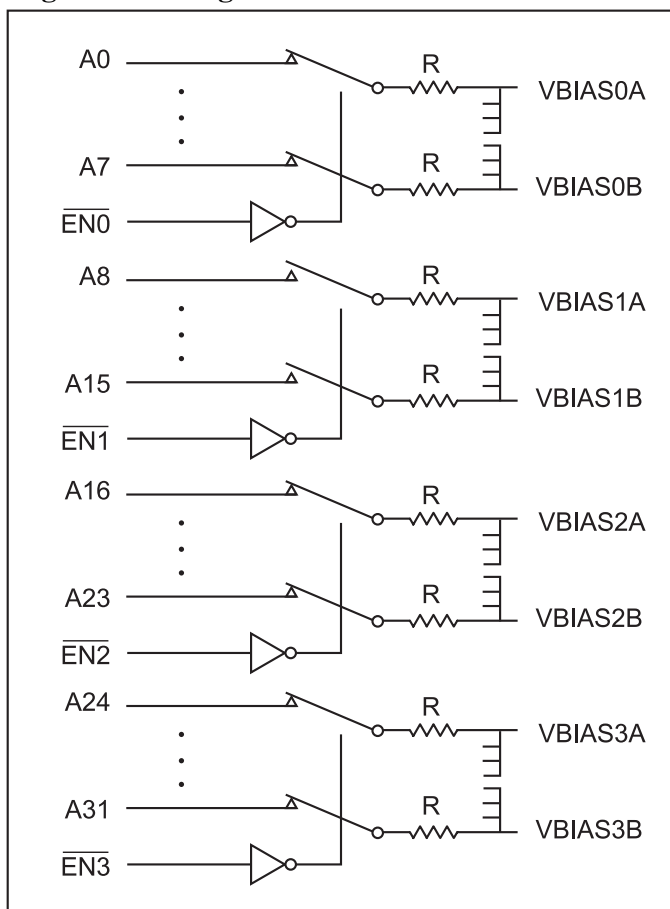 A0
R
VBIAS0A
A7
R
VBIAS0B
EN0
A8
R
VBIAS1A
A15
R
VBIAS1B
EN1
A16
R
VBIAS2A
A23
R
VBIAS2B
EN2
A24
R
VBIAS3A
A31
R
VBIAS3B
EN3